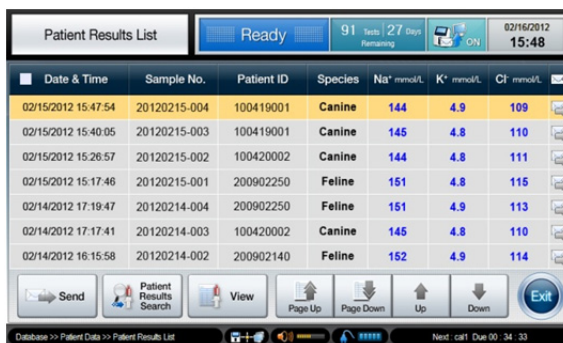 Patient Results List
Ready
91 Tests 27 Days
Remaining
ON
02/16/2012
15:48
Date & Time Sample No. Patient ID Species Na⁺ mmol/L K⁺ mmol/L Cl⁻ mmol/L
02/15/2012 15:47:54 20120215-004 100419001 Canine 144 4.9 109
02/15/2012 15:40:05 20120215-003 100419001 Canine 145 4.8 110
02/15/2012 15:26:57 20120215-002 100420002 Canine 144 4.8 111
02/15/2012 15:17:46 20120215-001 200902250 Feline 151 4.8 115
02/14/2012 17:19:47 20120214-004 200902250 Feline 151 4.9 113
02/14/2012 17:17:41 20120214-003 100420002 Canine 145 4.8 110
02/14/2012 16:15:58 20120214-002 200902140 Feline 152 4.9 114
Send
Patient
Results
Search
View
Page Up
Page Down
Up
Down
Exit
Database >> Patient Data >> Patient Results List
Next : cal1 Due 00 : 34 : 33